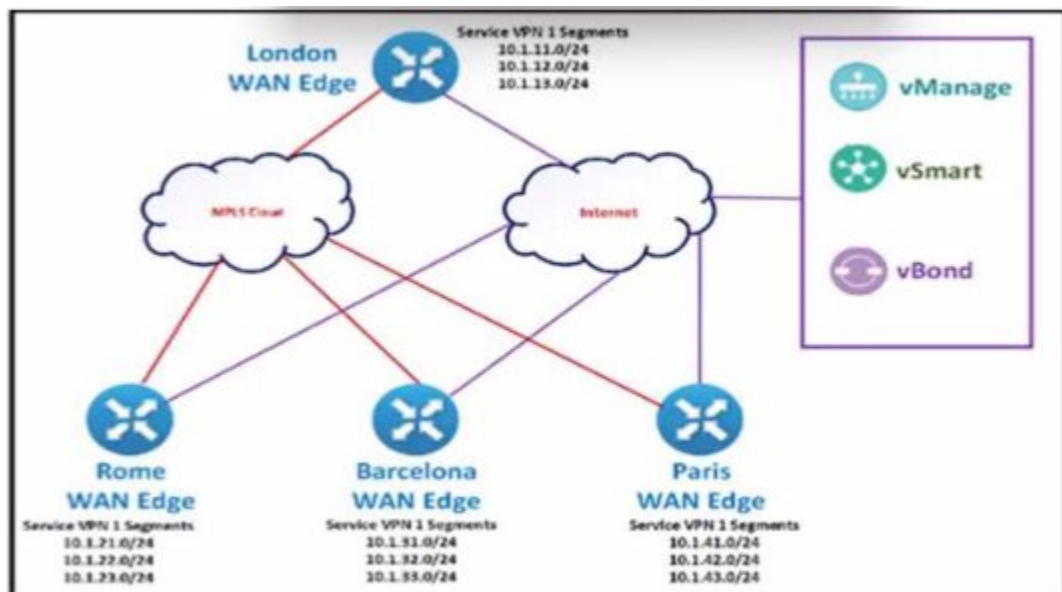 London
WAN Edge
Service VPN 1 Segments
10.1.11.0/24
10.1.12.0/24
10.1.13.0/24
vManage
vSmart
vBond
MPLS Cloud
Internet
Rome
WAN Edge
Service VPN 1 Segments
10.1.21.0/24
10.1.22.0/24
10.1.23.0/24
Barcelona
WAN Edge
Service VPN 1 Segments
10.1.31.0/24
10.1.32.0/24
10.1.33.0/24
Paris
WAN Edge
Service VPN 1 Segments
10.1.41.0/24
10.1.42.0/24
10.1.43.0/24